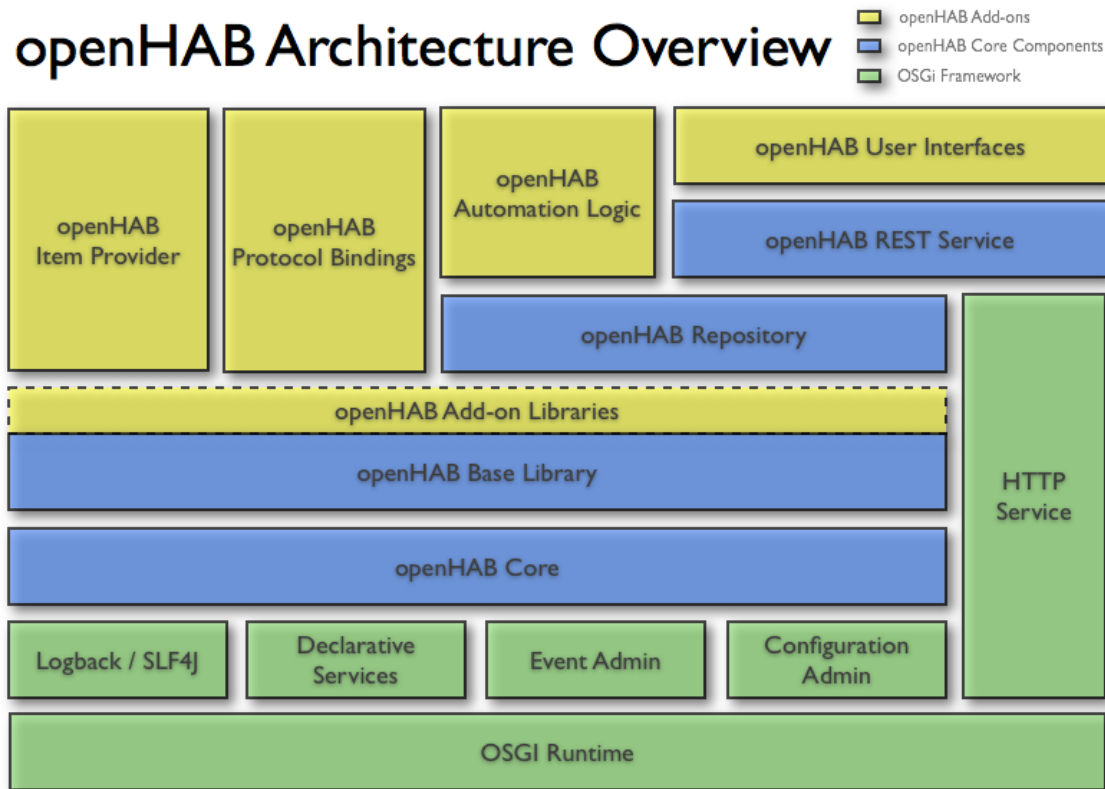 openHAB Architecture Overview
openHAB Add-ons
openHAB Core Components
OSGi Framework
openHAB
Item Provider
openHAB
Protocol Bindings
openHAB
Automation Logic
openHAB User Interfaces
openHAB REST Service
openHAB Repository
openHAB Add-on Libraries
openHAB Base Library
HTTP
Service
openHAB Core
Logback / SLF4J
Declarative
Services
Event Admin
Configuration
Admin
OSGI Runtime